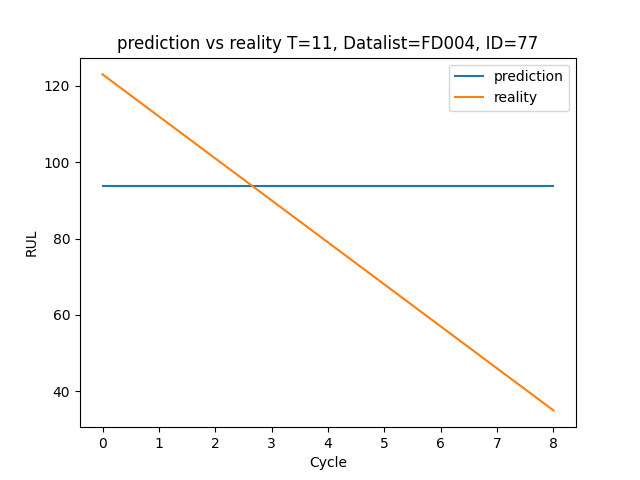 prediction vs reality T=11, Datalist=FD004, ID=77
prediction
reality
RUL
120
100
80
60
40
0 1 2 3 4 5 6 7 8
Cycle